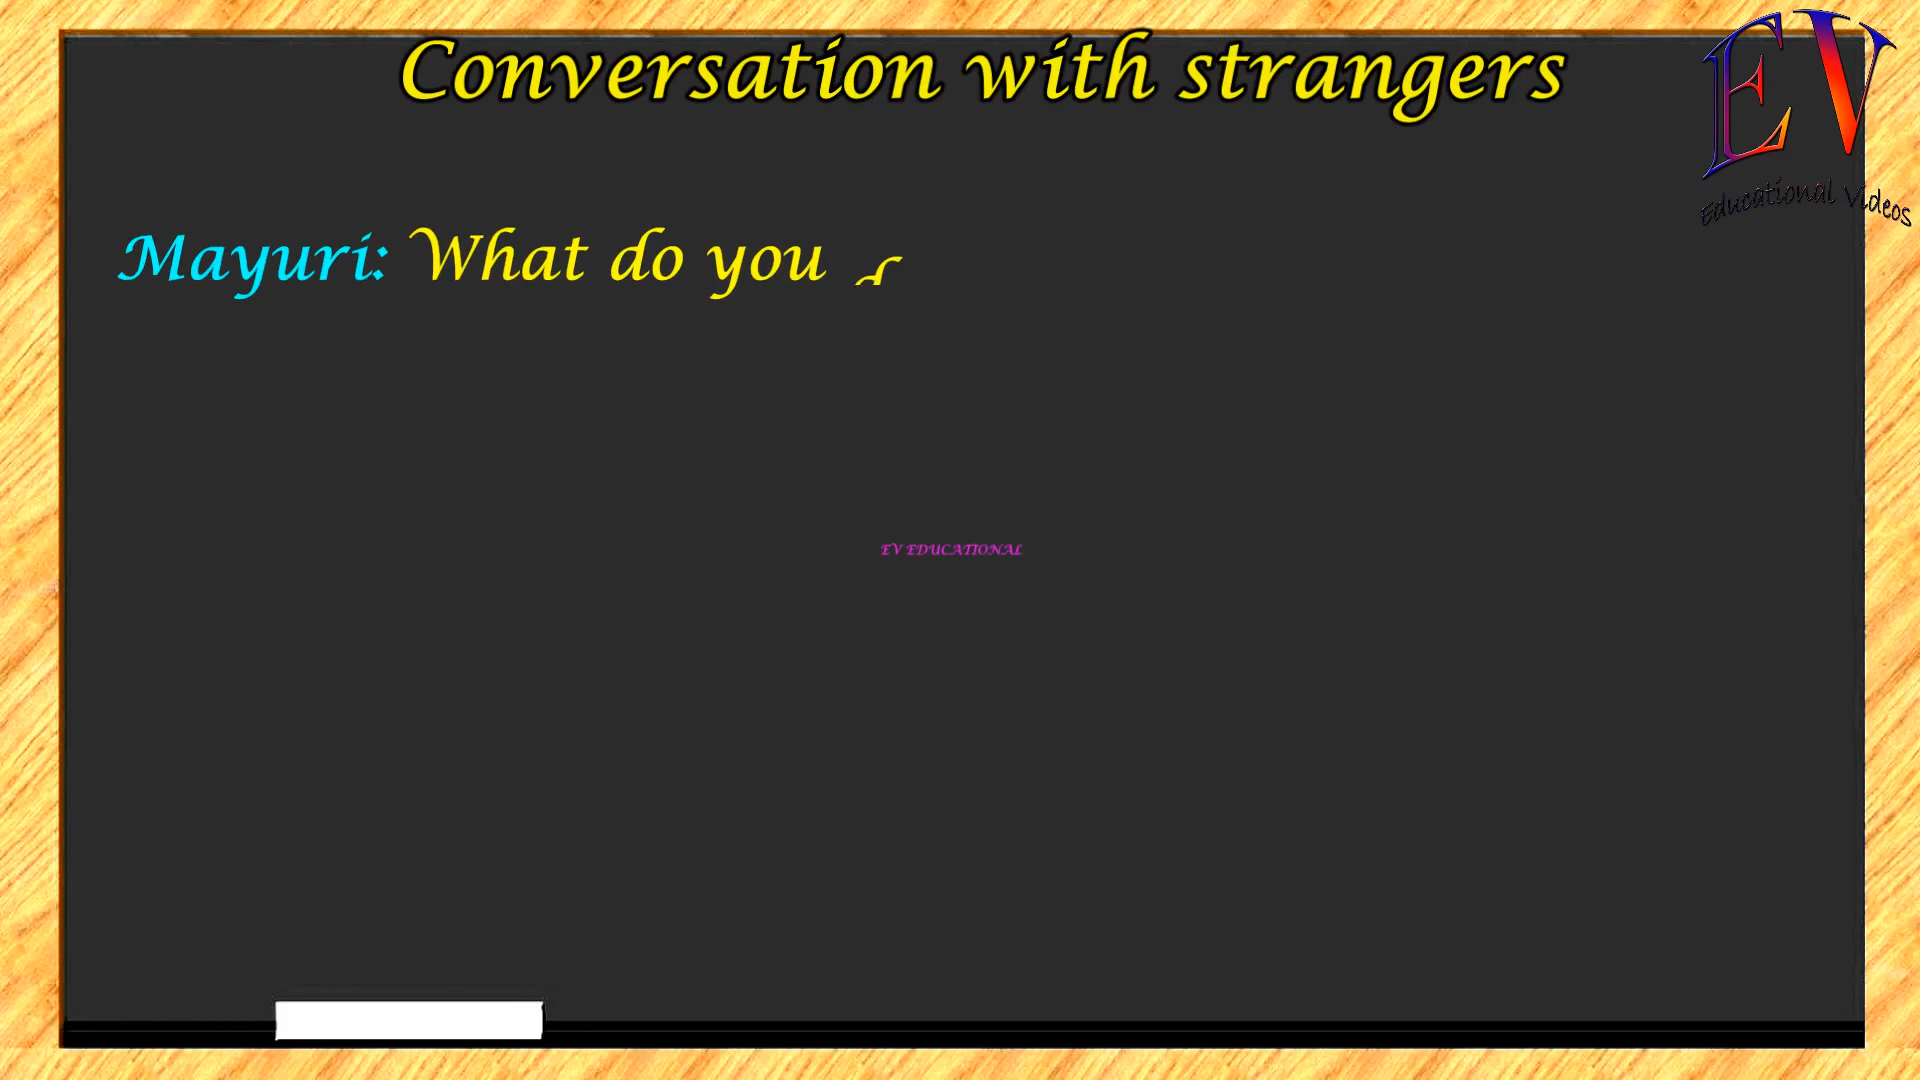 Conversation with strangers
EV
Educational Videos
Mayuri: What do you
EV EDUCATIONAL